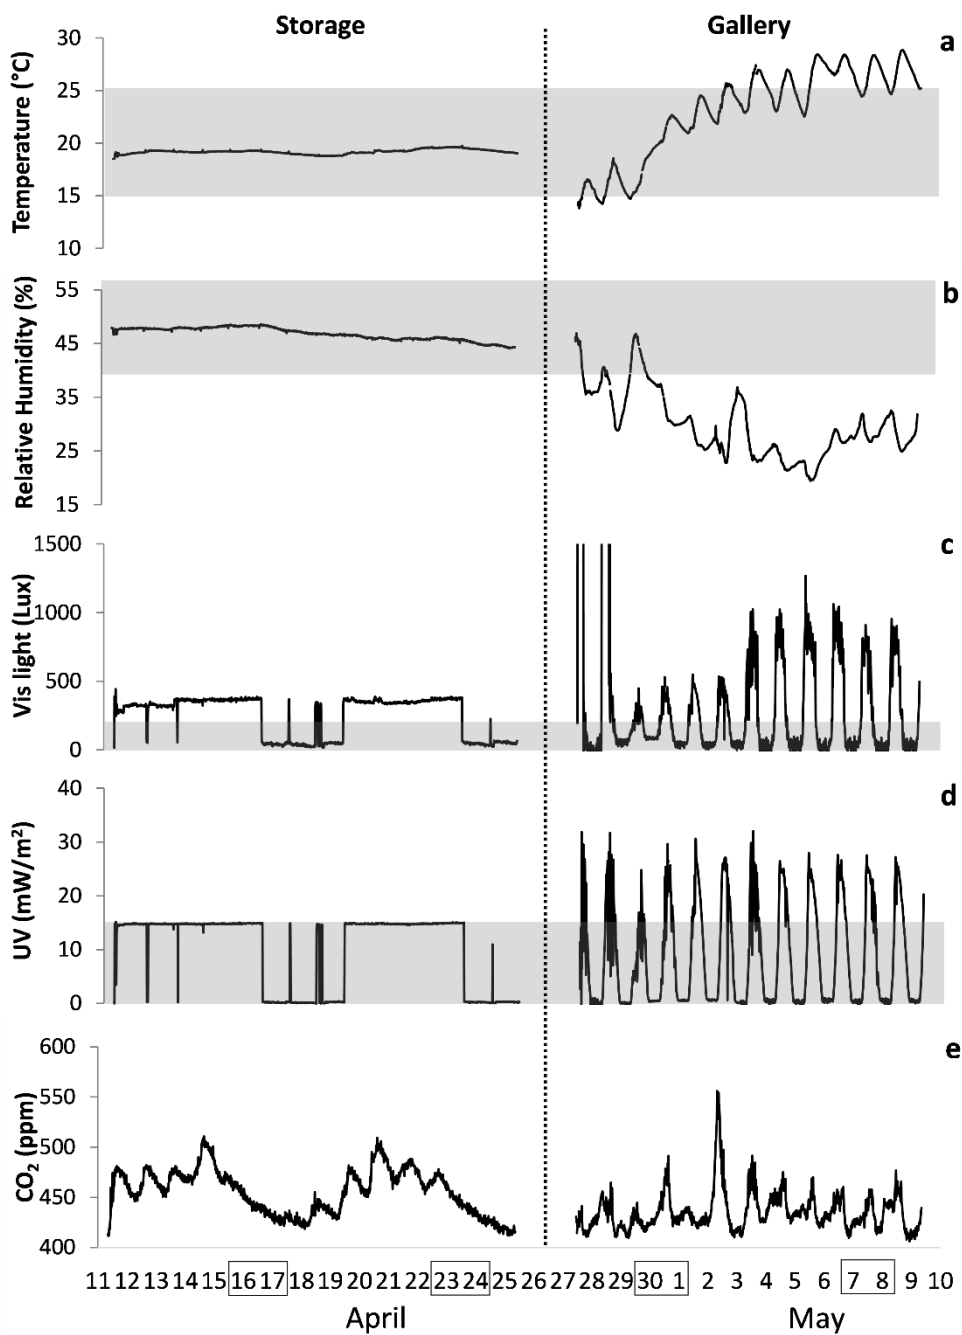 Storage Gallery
a
Temperature (°C)
30
25
20
15
10
b
Relative Humidity (%)
55
45
35
25
15
c
Vis light (Lux)
1500
1000
500
0
d
UV (mW/m²)
40
30
20
10
0
e
CO₂ (ppm)
600
550
500
450
400
11 12 13 14 15 16 17 18 19 20 21 22 23 24 25 26 27 28 29 30 1 2 3 4 5 6 7 8 9 10
April May